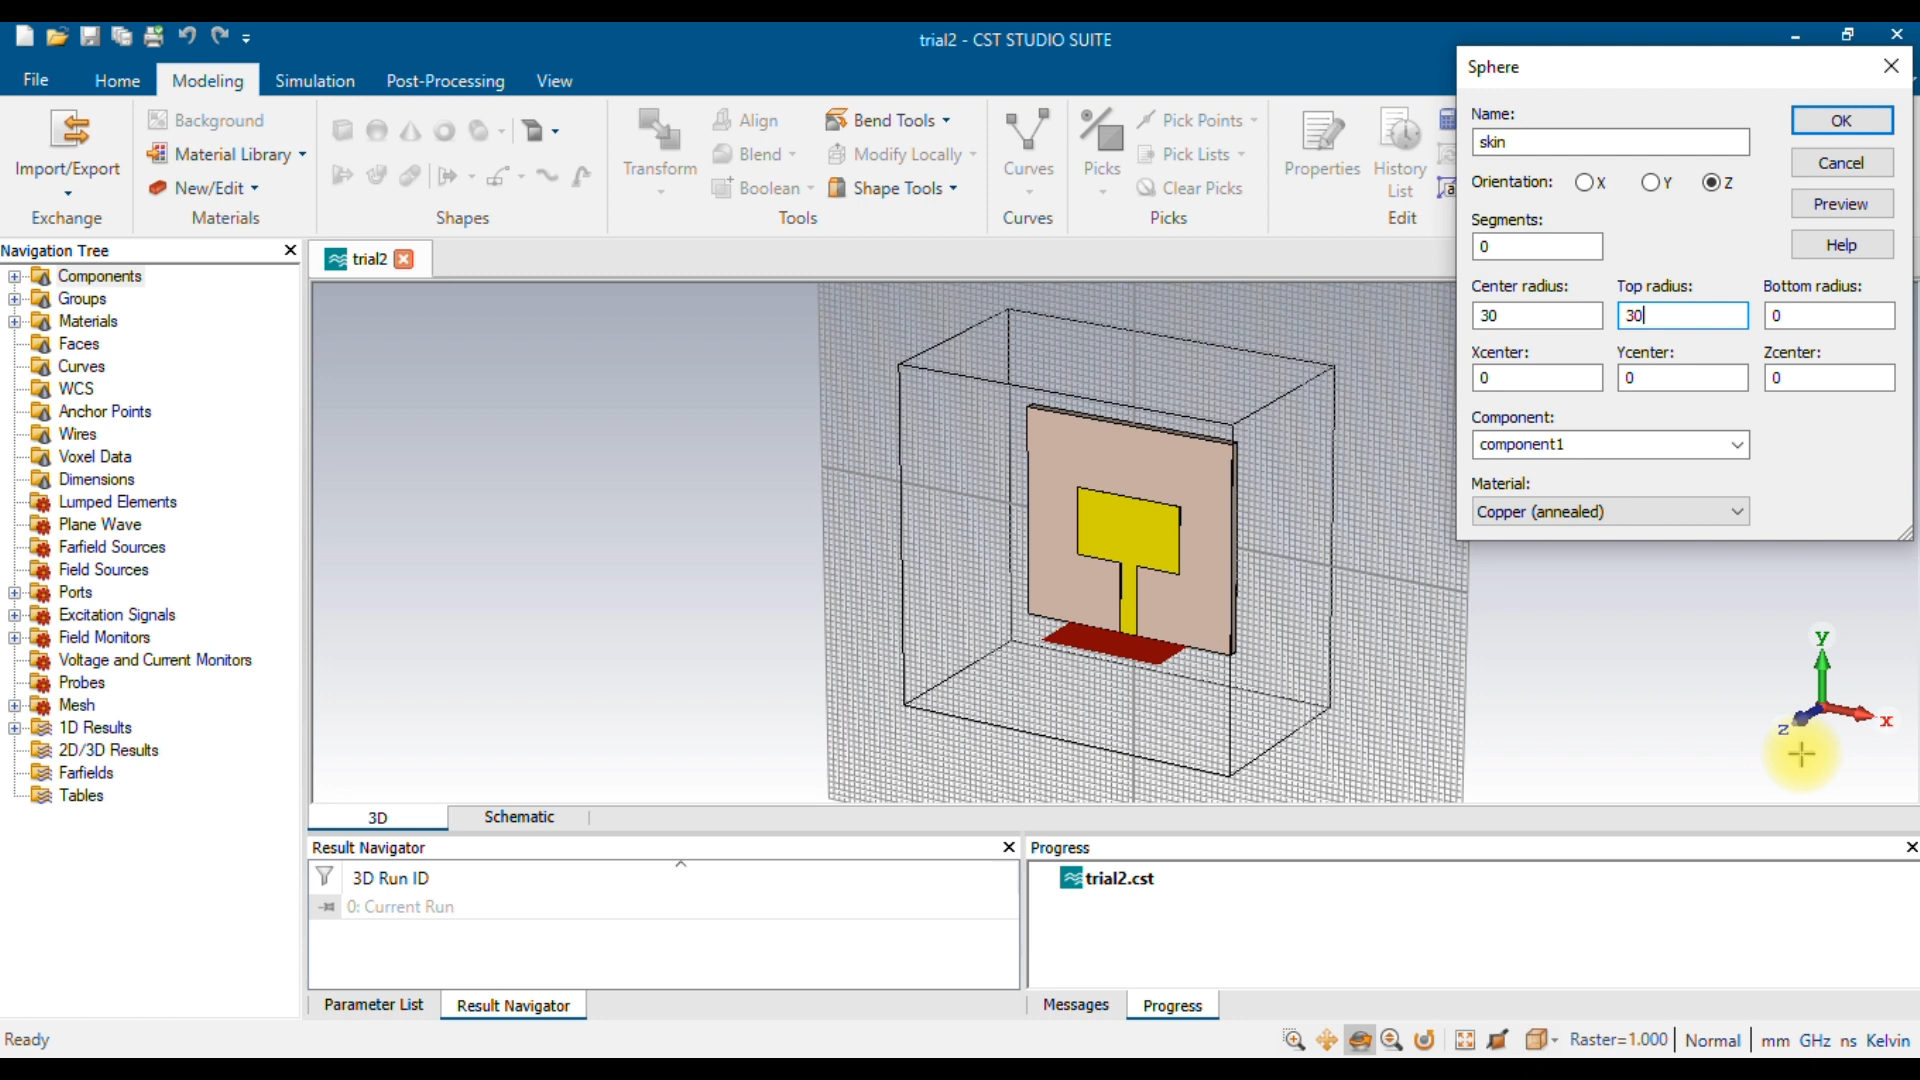 trial2 - CST STUDIO SUITE
File Home Modeling Simulation Post-Processing View
Import/Export
Exchange
Background
Material Library
New/Edit
Materials
Shapes
Transform
Align
Blend
Boolean
Bend Tools
Modify Locally
Shape Tools
Tools
Curves
Curves
Picks
Pick Points
Pick Lists
Clear Picks
Picks
Properties
History
List
Edit
Sphere
Name:
skin
Orientation: X Y Z
Segments:
0
Center radius: Top radius: Bottom radius:
30 30 0
Xcenter: Ycenter: Zcenter:
0 0 0
Component:
component1
Material:
Copper (annealed)
OK
Cancel
Preview
Help
Navigation Tree
Components
Groups
Materials
Faces
Curves
WCS
Anchor Points
Wires
Voxel Data
Dimensions
Lumped Elements
Plane Wave
Farfield Sources
Field Sources
Ports
Excitation Signals
Field Monitors
Voltage and Current Monitors
Probes
Mesh
1D Results
2D/3D Results
Farfields
Tables
trial2
y
x
z
3D Schematic
Result Navigator
3D Run ID
0: Current Run
Parameter List Result Navigator
Progress
trial2.cst
Messages Progress
Ready
Raster=1.000 Normal mm GHz ns Kelvin